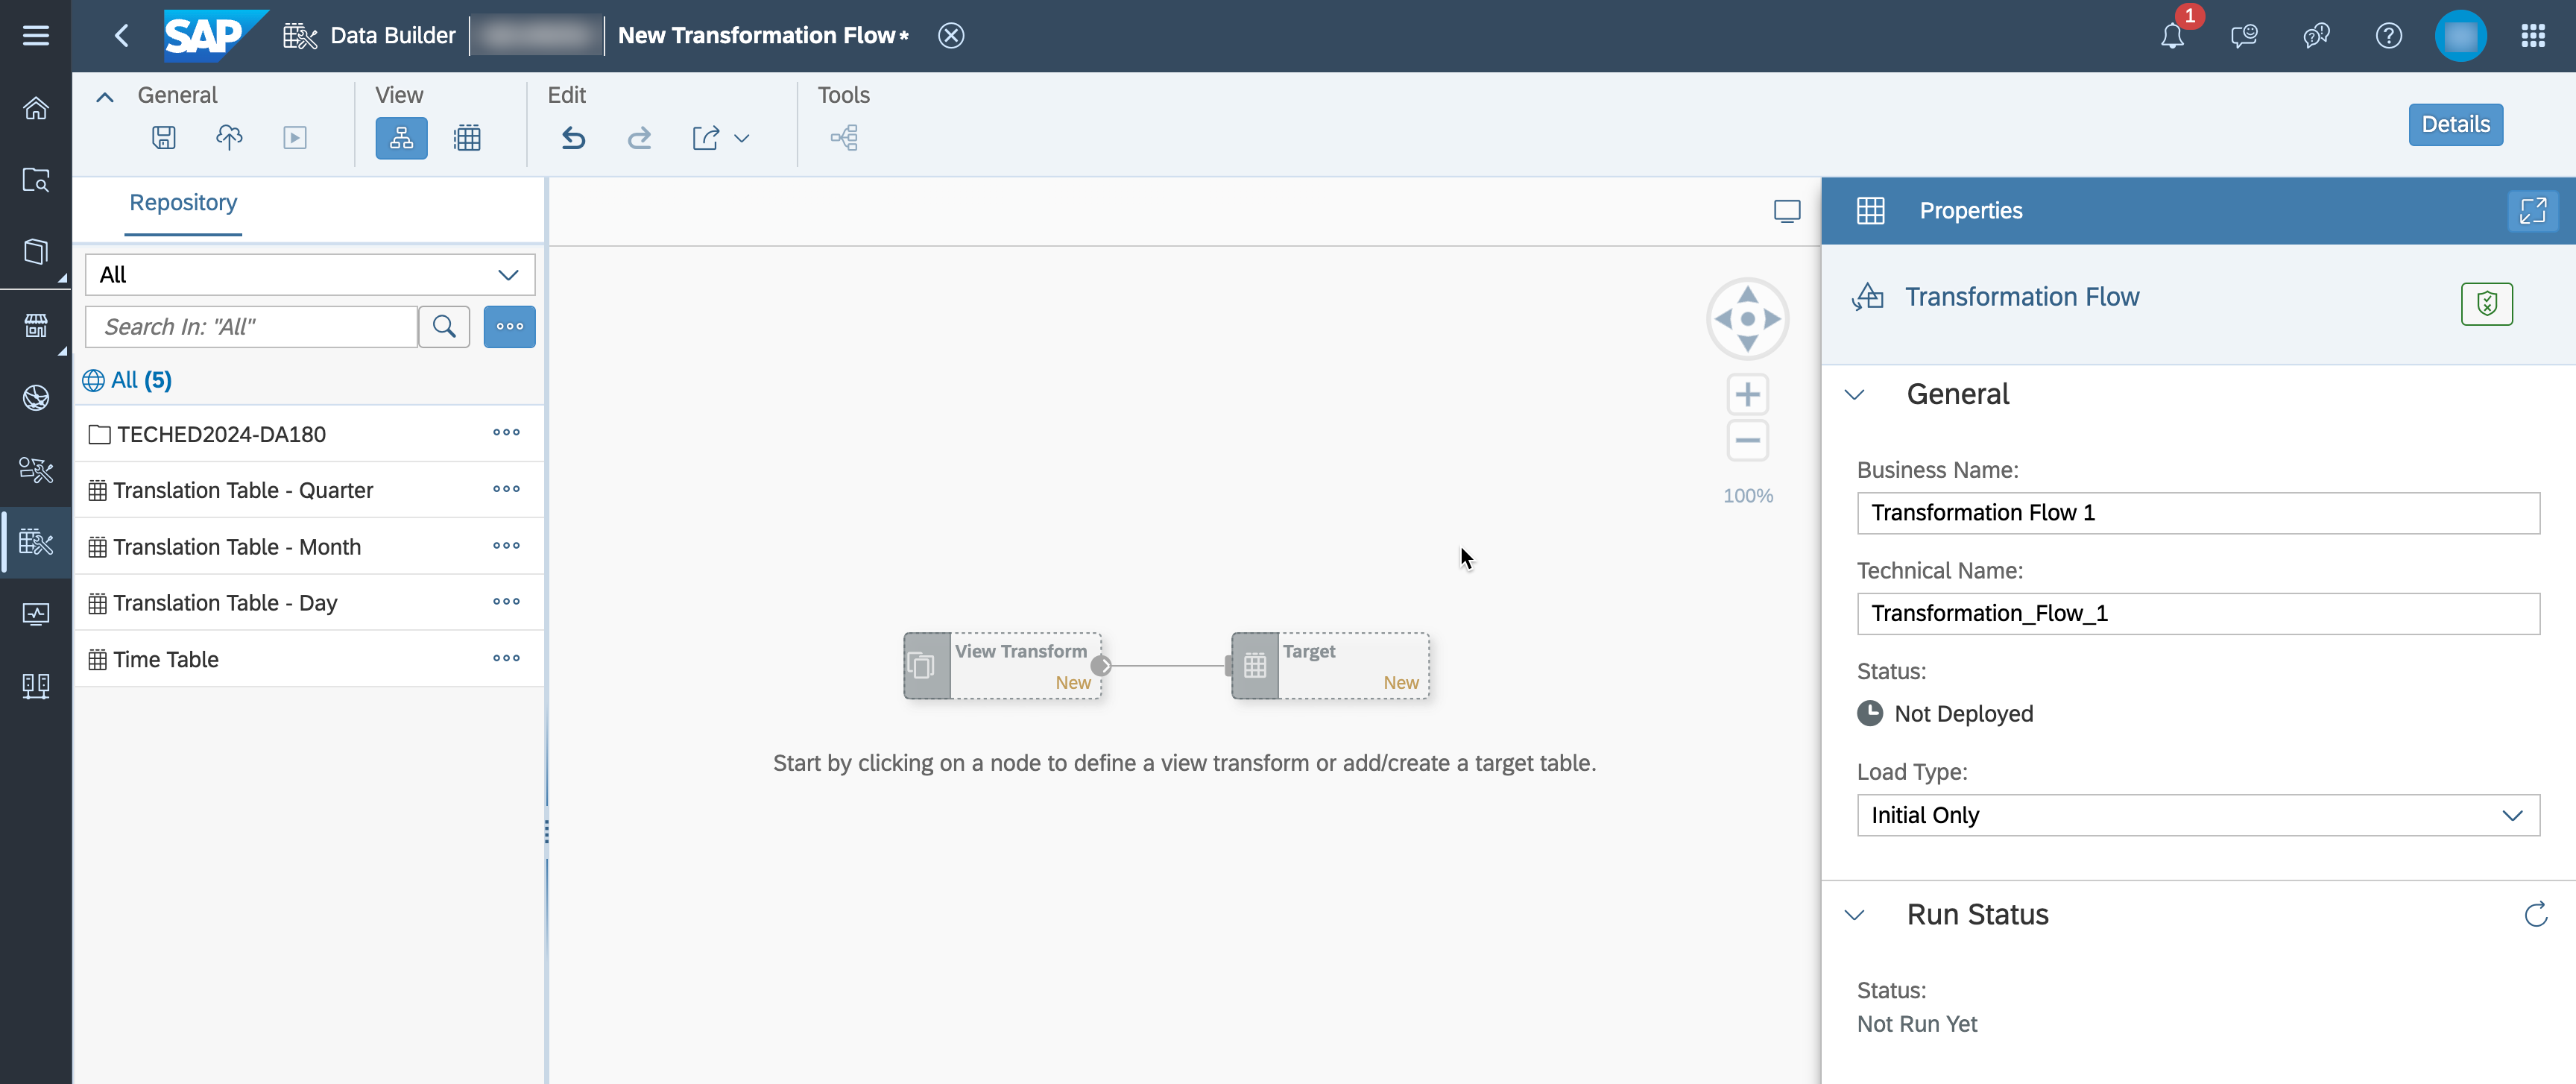 SAP
Data Builder
New Transformation Flow*
1
General
View
Edit
Tools
Details
Repository
All
Search In: "All"
All (5)
TECHED2024-DA180
Translation Table - Quarter
Translation Table - Month
Translation Table - Day
Time Table
100%
View Transform
New
Target
New
Start by clicking on a node to define a view transform or add/create a target table.
Properties
Transformation Flow
General
Business Name:
Transformation Flow 1
Technical Name:
Transformation_Flow_1
Status:
Not Deployed
Load Type:
Initial Only
Run Status
Status:
Not Run Yet